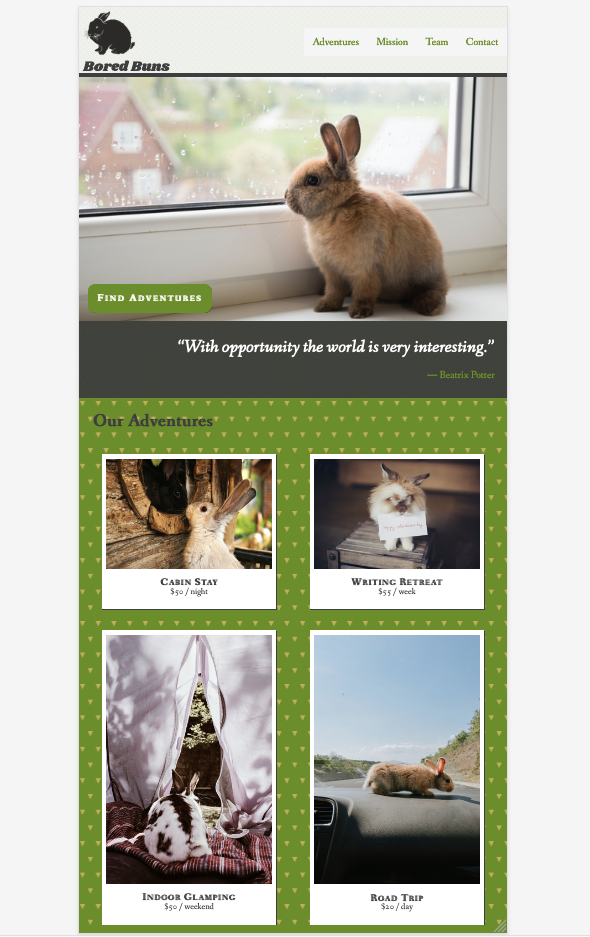 Bored Buns
Adventures Mission Team Contact
Find Adventures
“With opportunity the world is very interesting.”
— Beatrix Potter
Our Adventures
Cabin Stay
$50 / night
Writing Retreat
$55 / week
Indoor Glamping
$50 / weekend
Road Trip
$20 / day